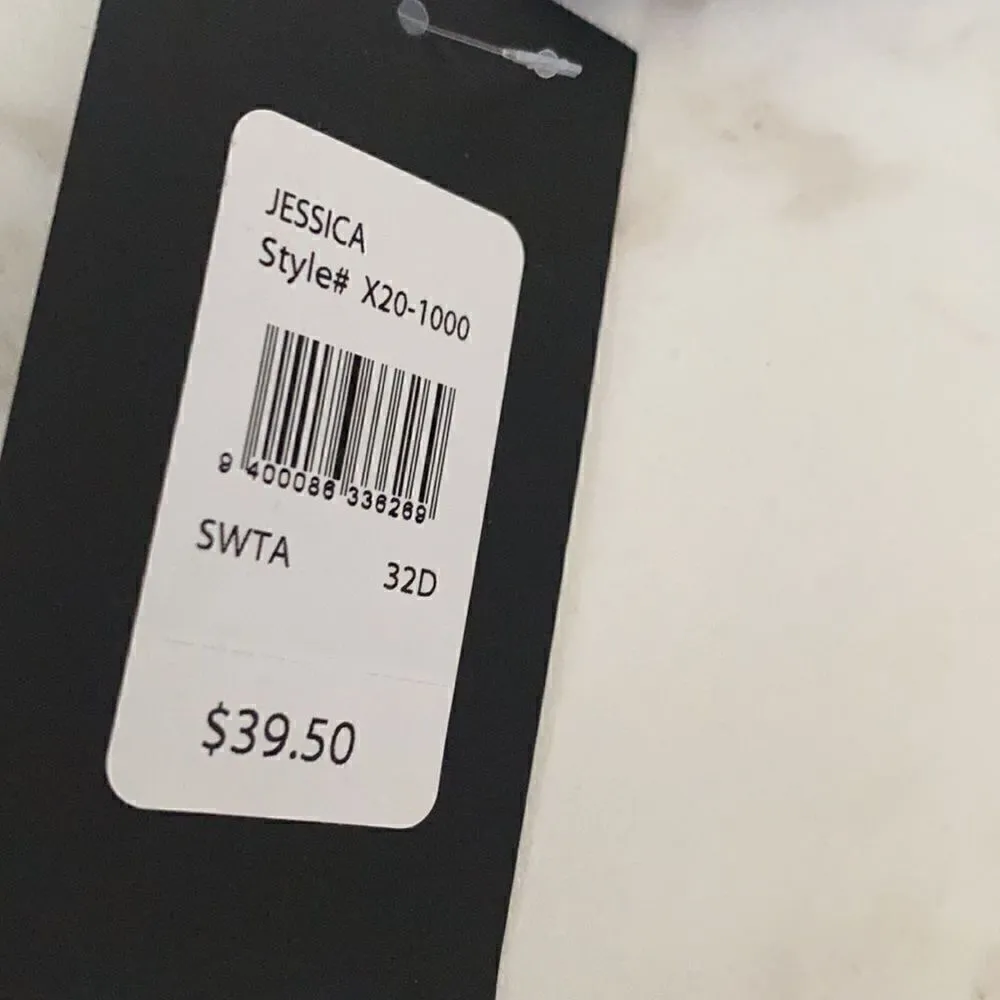 JESSICA
Style# X20-1000
9 400086 336269
SWTA 32D
$39.50